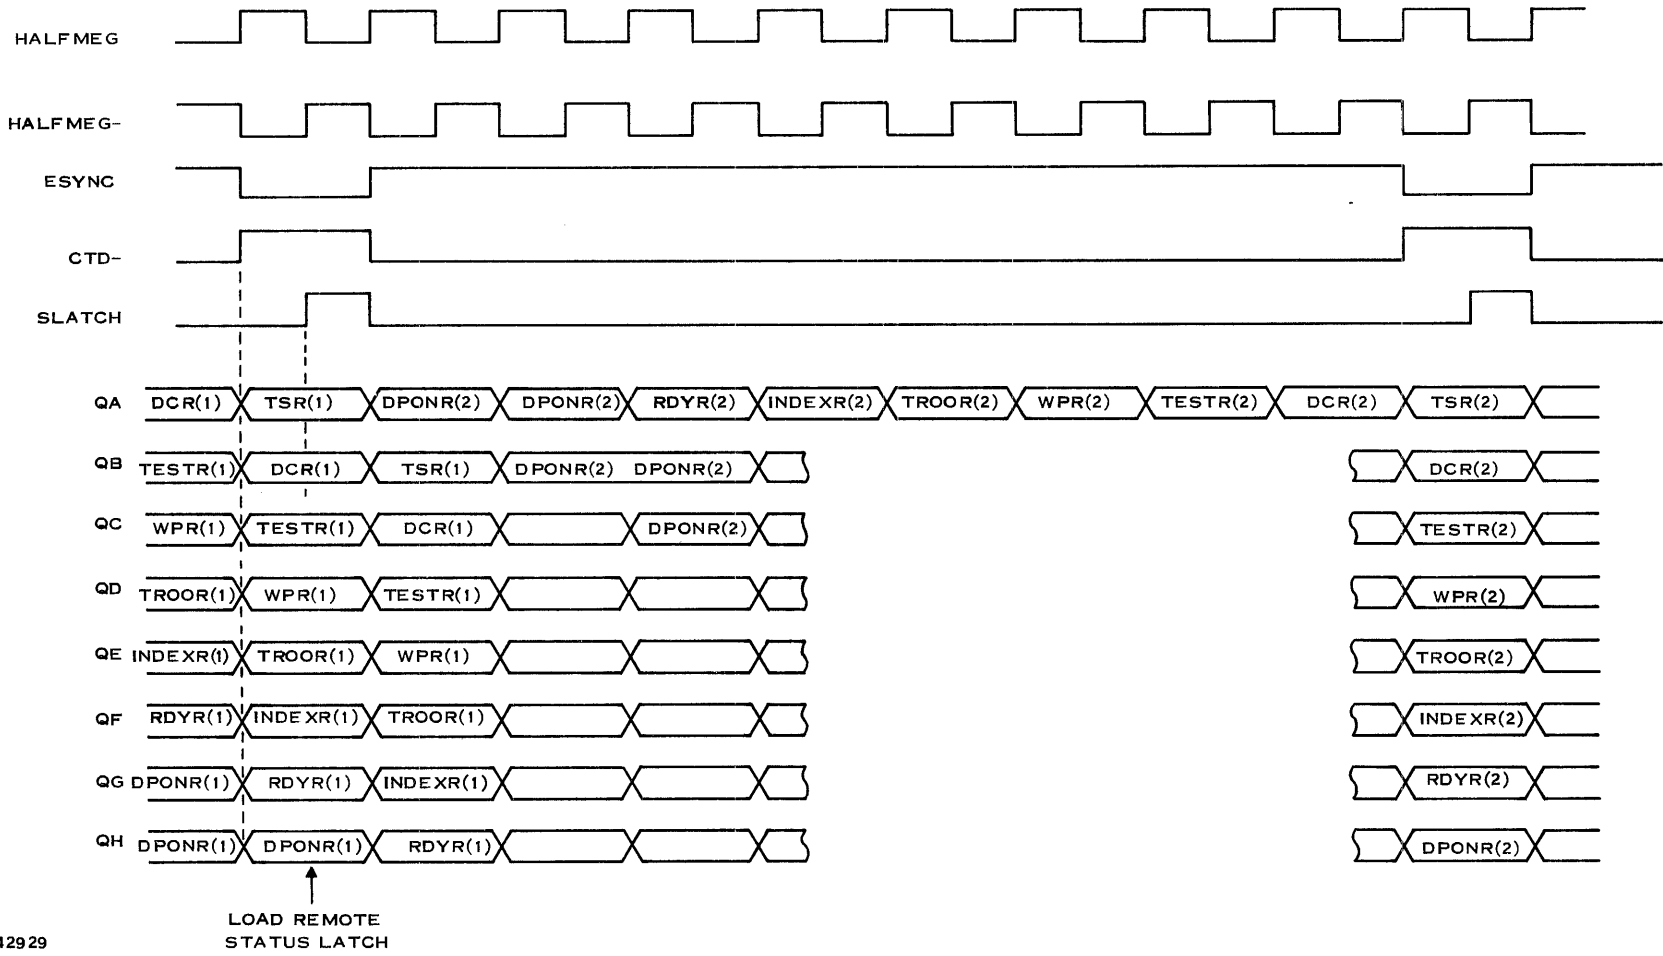 HALFMEG
HALFMEG-
ESYNC
CTD-
SLATCH
QA DCR(1) TSR(1) DPONR(2) DPONR(2) RDYR(2) INDEXR(2) TROOR(2) WPR(2) TESTR(2) DCR(2) TSR(2)
QB TESTR(1) DCR(1) TSR(1) DPONR(2) DPONR(2) DCR(2)
QC WPR(1) TESTR(1) DCR(1) DPONR(2) TESTR(2)
QD TROOR(1) WPR(1) TESTR(1) WPR(2)
QE INDEXR(1) TROOR(1) WPR(1) TROOR(2)
QF RDYR(1) INDEXR(1) TROOR(1) INDEXR(2)
QG DPONR(1) RDYR(1) INDEXR(1) RDYR(2)
QH DPONR(1) DPONR(1) RDYR(1) DPONR(2)
LOAD REMOTE
STATUS LATCH
42929